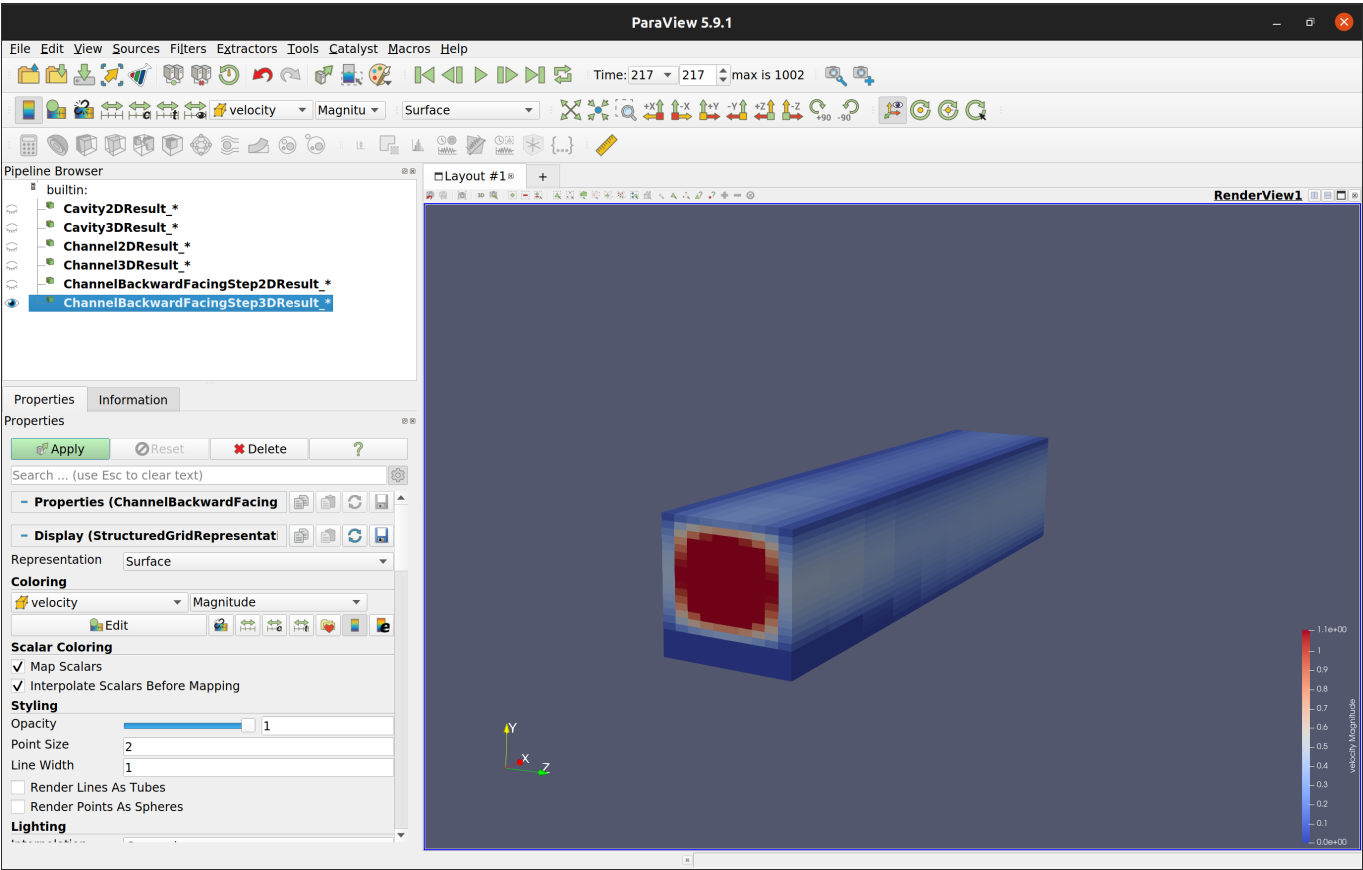 ParaView 5.9.1
File Edit View Sources Filters Extractors Tools Catalyst Macros Help
Time: 217 217 max is 1002
velocity Magnitu Surface +X -X +Y -Y +Z -Z +90 -90
Pipeline Browser
Layout #1 +
3D
RenderView1
builtin:
Cavity2DResult_*
Cavity3DResult_*
Channel2DResult_*
Channel3DResult_*
ChannelBackwardFacingStep2DResult_*
ChannelBackwardFacingStep3DResult_*
Properties Information
Properties
Apply Reset Delete ?
Search ... (use Esc to clear text)
Properties (ChannelBackwardFacing
Display (StructuredGridRepresentati
Representation Surface
Coloring
velocity Magnitude
Edit
Scalar Coloring
Map Scalars
Interpolate Scalars Before Mapping
Styling
Opacity 1
Point Size 2
Line Width 1
Render Lines As Tubes
Render Points As Spheres
Lighting
Y
X
Z
1.1e+00
1
0.9
0.8
0.7
0.6
0.5
0.4
0.3
0.2
0.1
0.0e+00
velocity Magnitude